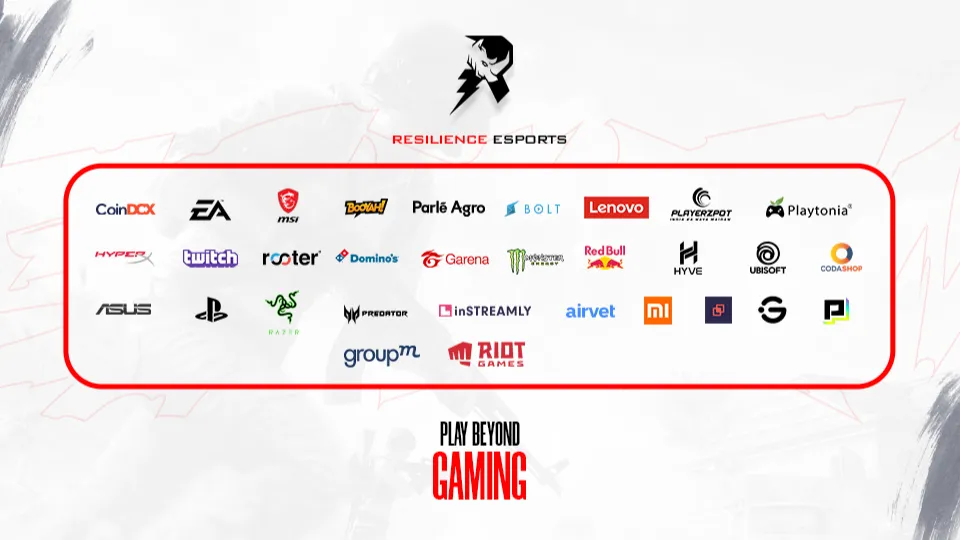 RESILIENCE ESPORTS
CoinDCX EA msi BOOYAH! Parlē Agro BOLT Lenovo PLAYERZPOT Playtonia
HYPERX twitch rooter Domino's Garena MONSTER ENERGY Red Bull HYVE UBISOFT CODASHOP
ASUS RAZER PREDATOR inSTREAMLY airvet mi
groupm RIOT GAMES
PLAY BEYOND
GAMING